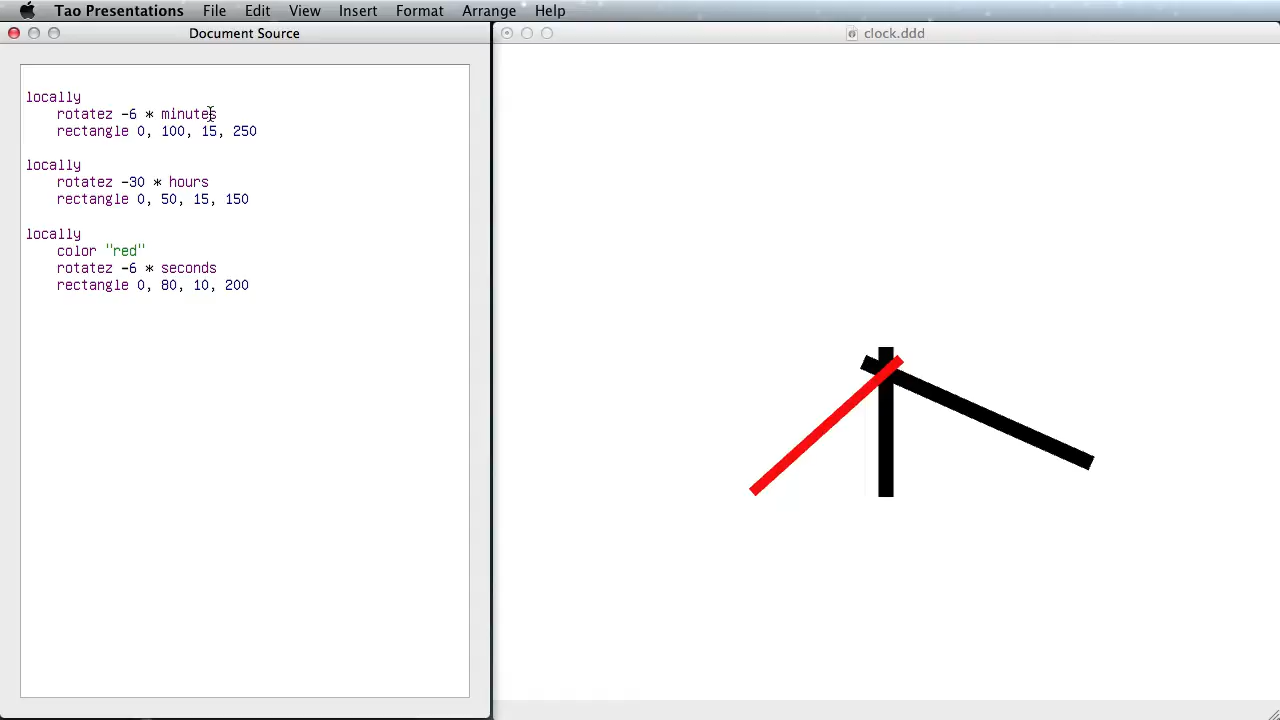 Tao Presentations File Edit View Insert Format Arrange Help
Document Source
clock.ddd
locally
rotatez -6 * minutes
rectangle 0, 100, 15, 250
locally
rotatez -30 * hours
rectangle 0, 50, 15, 150
locally
color "red"
rotatez -6 * seconds
rectangle 0, 80, 10, 200